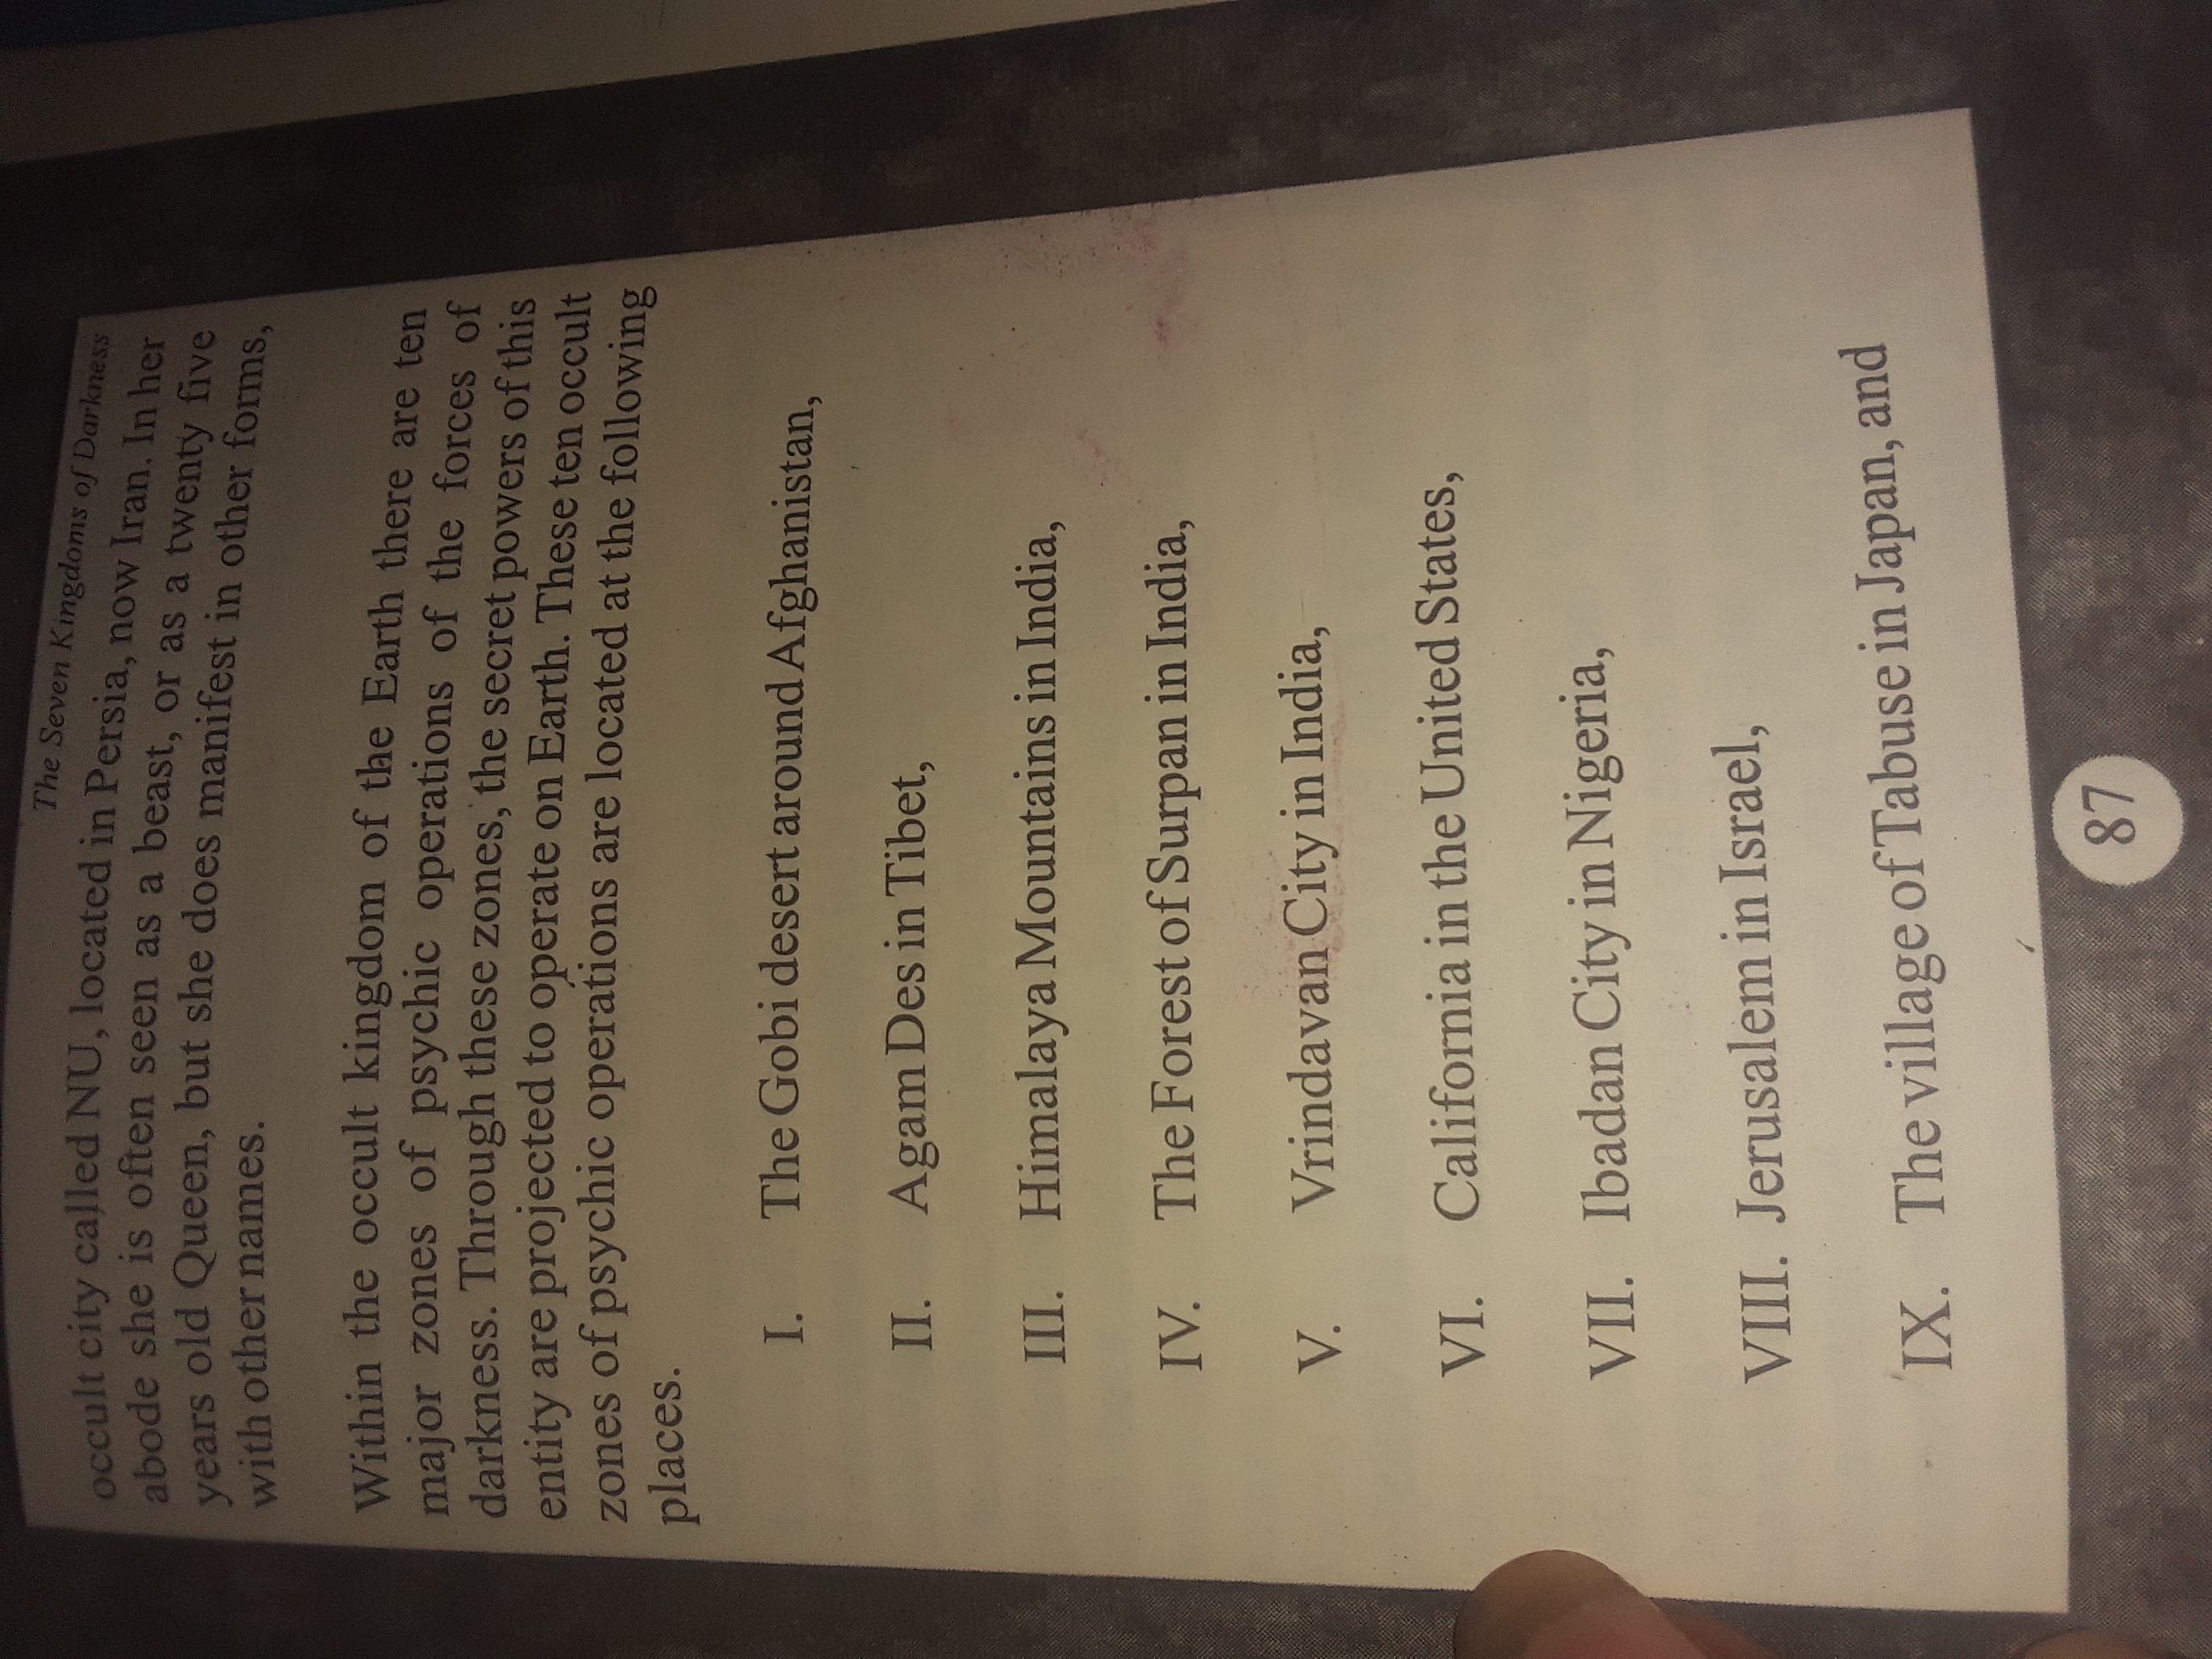 The Seven Kingdoms of Darkness
occult city called NU, located in Persia, now Iran. In her
abode she is often seen as a beast, or as a twenty five
years old Queen, but she does manifest in other forms,
with other names.
Within the occult kingdom of the Earth there are ten
major zones of psychic operations of the forces of
darkness. Through these zones, the secret powers of this
entity are projected to operate on Earth. These ten occult
zones of psychic operations are located at the following
places.
I. The Gobi desert around Afghanistan,
II. Agam Des in Tibet,
III. Himalaya Mountains in India,
IV. The Forest of Surpan in India,
V. Vrindavan City in India,
VI. California in the United States,
VII. Ibadan City in Nigeria,
VIII. Jerusalem in Israel,
IX. The village of Tabuse in Japan, and
87